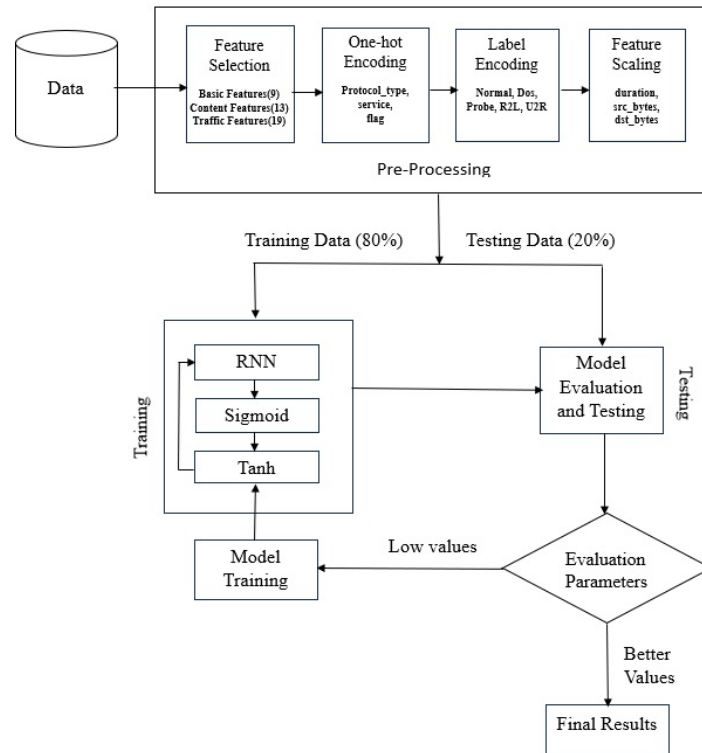 Data
Feature
Selection
Basic Features(9)
Content Features(13)
Traffic Features(19)
One-hot
Encoding
Protocol_type,
service,
flag
Label
Encoding
Normal, Dos,
Probe, R2L, U2R
Feature
Scaling
duration,
src_bytes,
dst_bytes
Pre-Processing
Training Data (80%)
Testing Data (20%)
Training
RNN
Sigmoid
Tanh
Model
Evaluation
and Testing
Testing
Model
Training
Low values
Evaluation
Parameters
Better
Values
Final Results